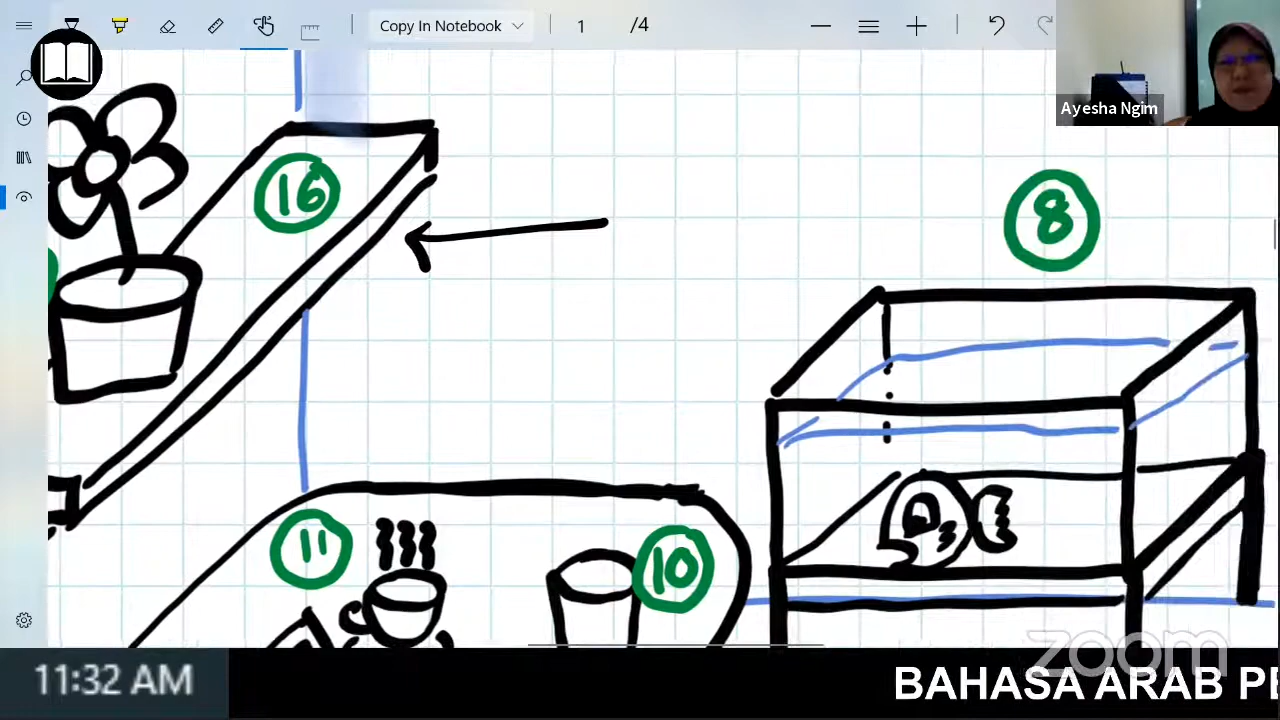 Copy In Notebook 1 /4
Ayesha Ngim
16
8
11
10
zoom
11:32 AM
BAHASA ARAB PE